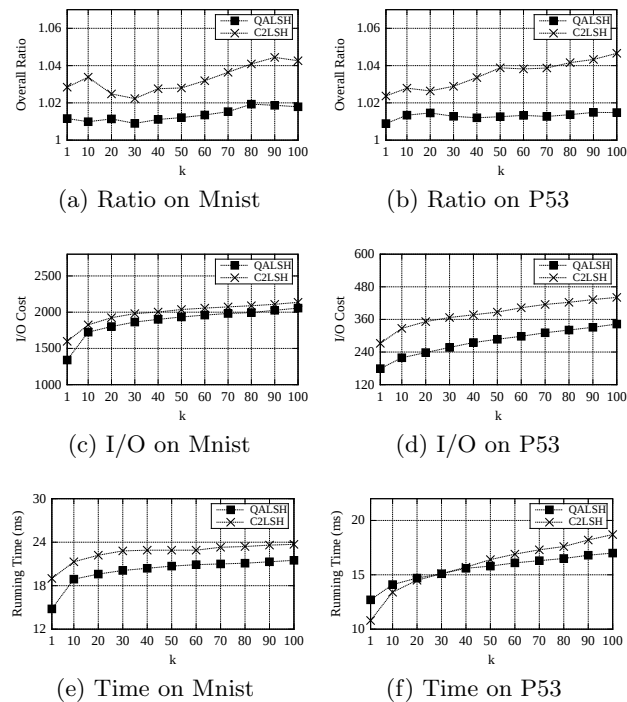 1.06
1.04
1.02
1
Overall Ratio
QALSH
C2LSH
1 10 20 30 40 50 60 70 80 90 100
k
(a) Ratio on Mnist
1.06
1.04
1.02
1
Overall Ratio
QALSH
C2LSH
1 10 20 30 40 50 60 70 80 90 100
k
(b) Ratio on P53
2500
2000
1500
1000
I/O Cost
QALSH
C2LSH
1 10 20 30 40 50 60 70 80 90 100
k
(c) I/O on Mnist
600
480
360
240
120
I/O Cost
QALSH
C2LSH
1 10 20 30 40 50 60 70 80 90 100
k
(d) I/O on P53
30
24
18
12
Running Time (ms)
QALSH
C2LSH
1 10 20 30 40 50 60 70 80 90 100
k
(e) Time on Mnist
20
15
10
Running Time (ms)
QALSH
C2LSH
1 10 20 30 40 50 60 70 80 90 100
k
(f) Time on P53